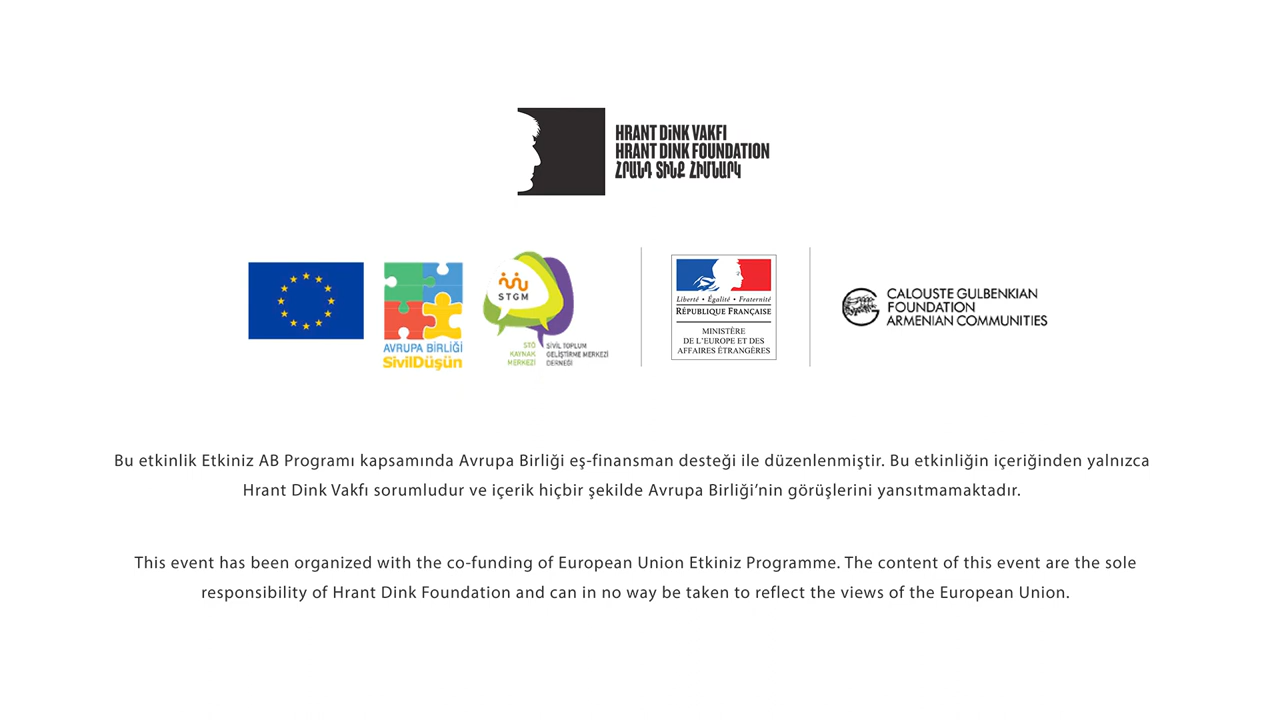 HRANT DİNK VAKFI
HRANT DINK FOUNDATION
ՀՐԱՆԴ ՏԻՆՔ ՀԻՄՆԱՐԿ
AVRUPA BİRLİĞİ
SivilDüşün
STGM
STÖ
KAYNAK
MERKEZİ
SİVİL TOPLUM
GELİŞTİRME MERKEZİ
DERNEĞİ
Liberté • Égalité • Fraternité
RÉPUBLIQUE FRANÇAISE
MINISTÈRE
DE L'EUROPE ET DES
AFFAIRES ÉTRANGÈRES
CALOUSTE GULBENKIAN
FOUNDATION
ARMENIAN COMMUNITIES
Bu etkinlik Etkiniz AB Programı kapsamında Avrupa Birliği eş-finansman desteği ile düzenlenmiştir. Bu etkinliğin içeriğinden yalnızca
Hrant Dink Vakfı sorumludur ve içerik hiçbir şekilde Avrupa Birliği’nin görüşlerini yansıtmamaktadır.
This event has been organized with the co-funding of European Union Etkiniz Programme. The content of this event are the sole
responsibility of Hrant Dink Foundation and can in no way be taken to reflect the views of the European Union.